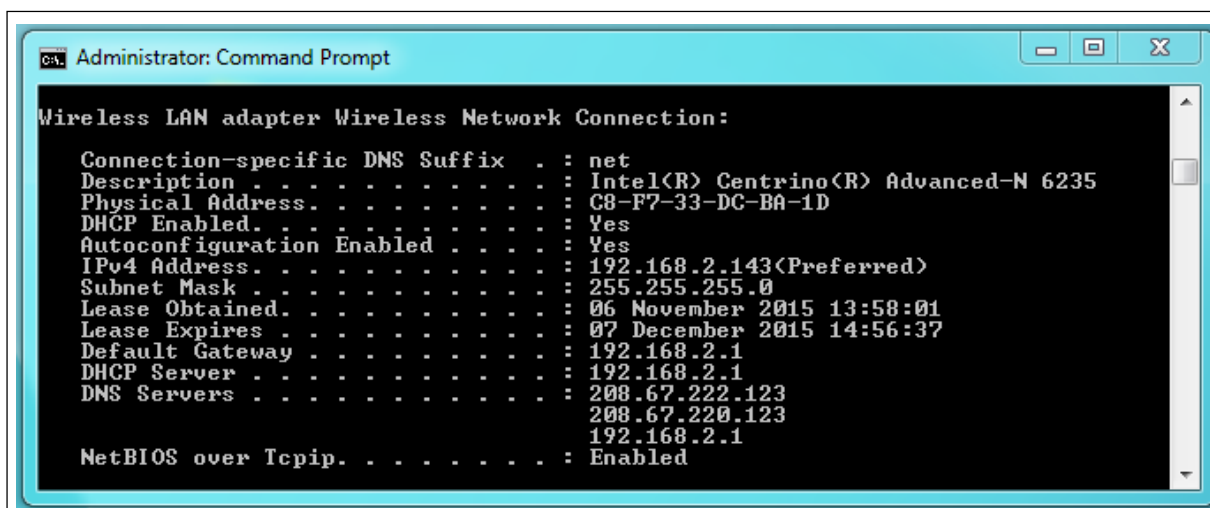 Administrator: Command Prompt
Wireless LAN adapter Wireless Network Connection:
Connection-specific DNS Suffix . : net
Description . . . . . . . . . . . : Intel(R) Centrino(R) Advanced-N 6235
Physical Address. . . . . . . . . : C8-F7-33-DC-BA-1D
DHCP Enabled. . . . . . . . . . . : Yes
Autoconfiguration Enabled . . . . : Yes
IPv4 Address. . . . . . . . . . . : 192.168.2.143(Preferred)
Subnet Mask . . . . . . . . . . . : 255.255.255.0
Lease Obtained. . . . . . . . . . : 06 November 2015 13:58:01
Lease Expires . . . . . . . . . . : 07 December 2015 14:56:37
Default Gateway . . . . . . . . . : 192.168.2.1
DHCP Server . . . . . . . . . . . : 192.168.2.1
DNS Servers . . . . . . . . . . . : 208.67.222.123
208.67.220.123
192.168.2.1
NetBIOS over Tcpip. . . . . . . . : Enabled